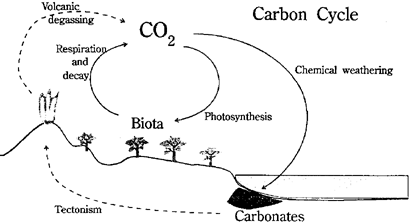 Volcanic
degassing
CO2
Carbon Cycle
Respiration
and
decay
Chemical weathering
Biota
Photosynthesis
Tectonism
Carbonates